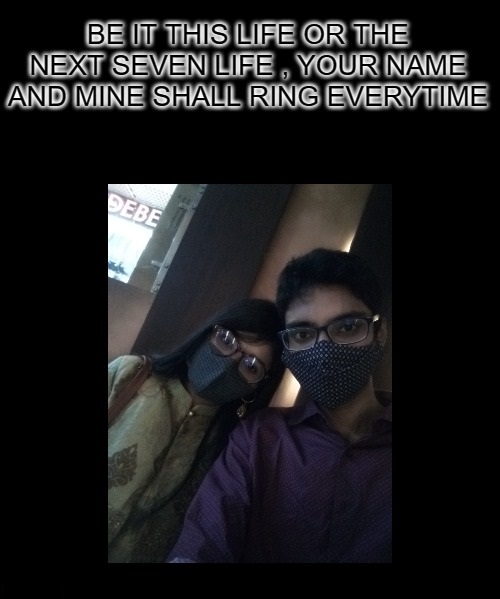 BE IT THIS LIFE OR THE
NEXT SEVEN LIFE , YOUR NAME
AND MINE SHALL RING EVERYTIME
DEBE